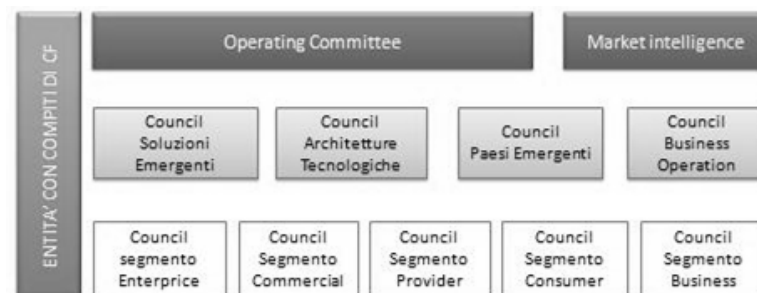 ENTITA' CON COMPITI DI CF
Operating Committee
Market intelligence
Council
Soluzioni
Emergenti
Council
Architetture
Tecnologiche
Council
Paesi Emergenti
Council
Business
Operation
Council
segmento
Enterprice
Council
Segmento
Commercial
Council
Segmento
Provider
Council
Segmento
Consumer
Council
Segmento
Business